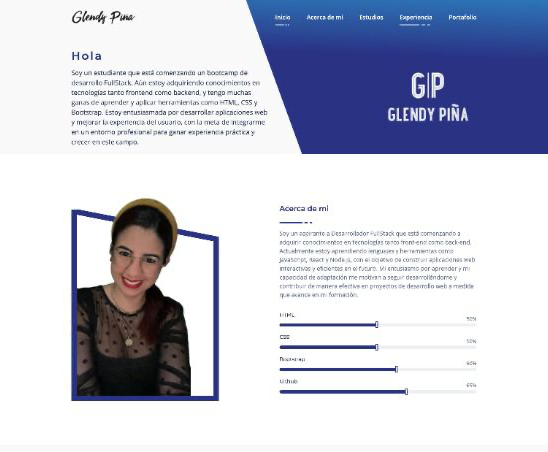 Glendy Piña
Inicio Acerca de mi Estudios Experiencia Portafolio
Hola
Soy un estudiante que está comenzando un bootcamp de
desarrollo FullStack. Aún estoy adquiriendo conocimientos en
tecnologías tanto frontend como backend, y tengo muchas
ganas de aprender y aplicar herramientas como HTML, CSS y
Bootstrap. Estoy entusiasmada por desarrollar aplicaciones web
y mejorar la experiencia del usuario, con la meta de integrarme
en un entorno profesional para ganar experiencia práctica y
crecer en este campo.
G|P
GLENDY PIÑA
Acerca de mi
Soy un aspirante a Desarrollador FullStack que está comenzando a
adquirir conocimientos en tecnologías tanto front-end como back-end.
Actualmente estoy aprendiendo lenguajes y herramientas como
JavaScript, React y Node.js, con el objetivo de construir aplicaciones web
interactivas y eficientes en el futuro. Mi entusiasmo por aprender y mi
capacidad de adaptación me motivan a seguir desarrollándome y
contribuir de manera efectiva en proyectos de desarrollo web a medida
que avance en mi formación.
HTML 50%
CSS 50%
Bootstrap 60%
Github 65%